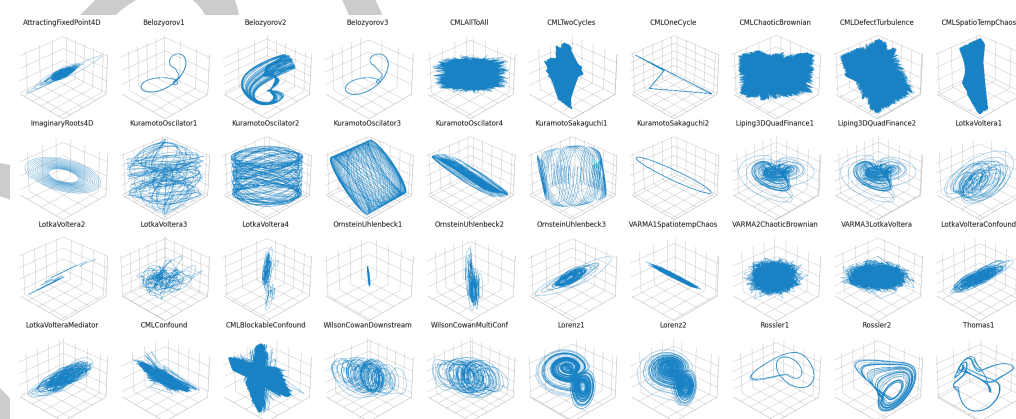 AttractingFixedPoint4D Belozyorov1 Belozyorov2 Belozyorov3 CMLAllToAll CMLTwoCycles CMLOneCycle CMLChaoticBrownian CMLDefectTurbulence CMLSpatioTempChaos
ImaginaryRoots4D KuramotoOscilator1 KuramotoOscilator2 KuramotoOscilator3 KuramotoOscilator4 KuramotoSakaguchi1 KuramotoSakaguchi2 Liping3DQuadFinance1 Liping3DQuadFinance2 LotkaVoltera1
LotkaVoltera2 LotkaVoltera3 LotkaVoltera4 OrnsteinUhlenbeck1 OrnsteinUhlenbeck2 OrnsteinUhlenbeck3 VARMA1SpatiotempChaos VARMA2ChaoticBrownian VARMA3LotkaVoltera LotkaVolteraConfound
LotkaVolteraMediator CMLConfound CMLBlockableConfound WilsonCowanDownstream WilsonCowanMultiConf Lorenz1 Lorenz2 Rossler1 Rossler2 Thomas1